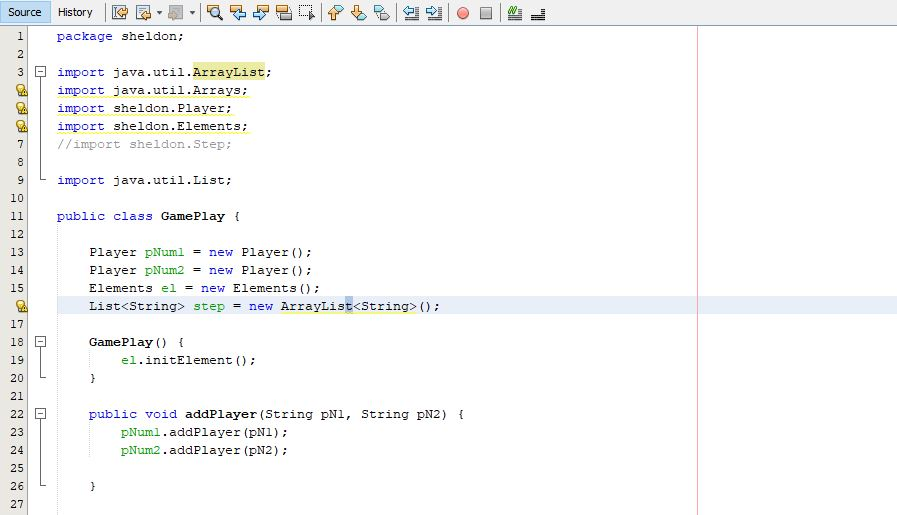 Source History
1 package sheldon;
2
3 import java.util.ArrayList;
import java.util.Arrays;
import sheldon.Player;
import sheldon.Elements;
7 //import sheldon.Step;
8
9 import java.util.List;
10
11 public class GamePlay {
12
13 Player pNum1 = new Player();
14 Player pNum2 = new Player();
15 Elements el = new Elements();
List<String> step = new ArrayList<String>();
17
18 GamePlay() {
19 el.initElement();
20 }
21
22 public void addPlayer(String pN1, String pN2) {
23 pNum1.addPlayer(pN1);
24 pNum2.addPlayer(pN2);
25
26 }
27